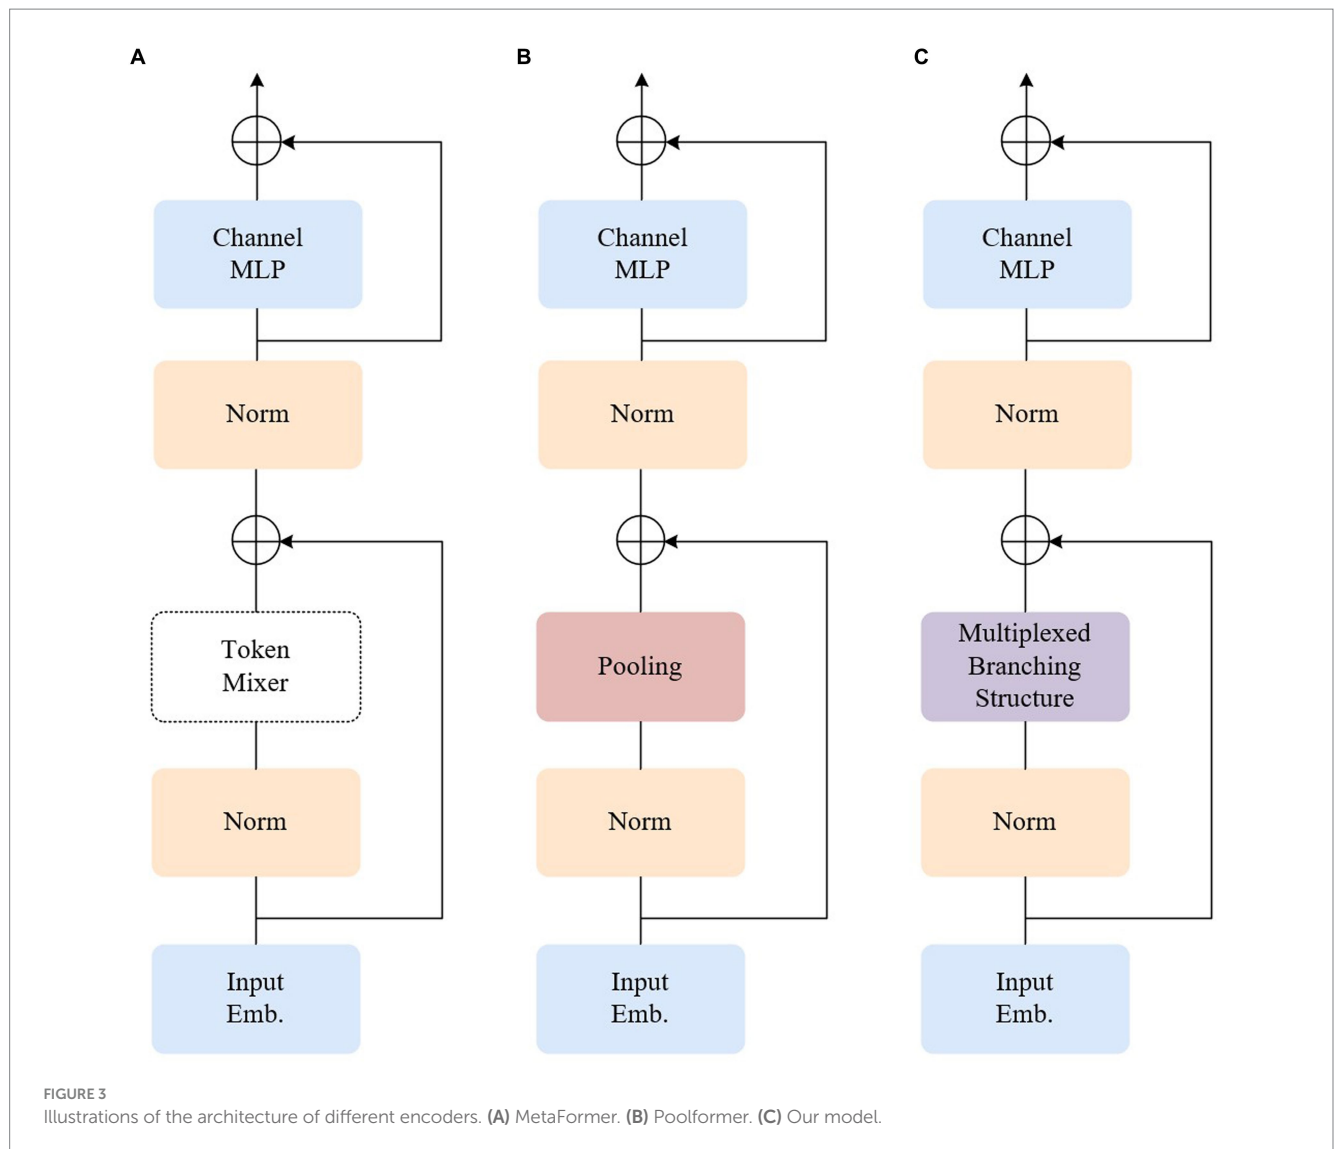 A
Channel
MLP
Norm
Token
Mixer
Norm
Input
Emb.
B
Channel
MLP
Norm
Pooling
Norm
Input
Emb.
C
Channel
MLP
Norm
Multiplexed
Branching
Structure
Norm
Input
Emb.
FIGURE 3
Illustrations of the architecture of different encoders. (A) MetaFormer. (B) Poolformer. (C) Our model.